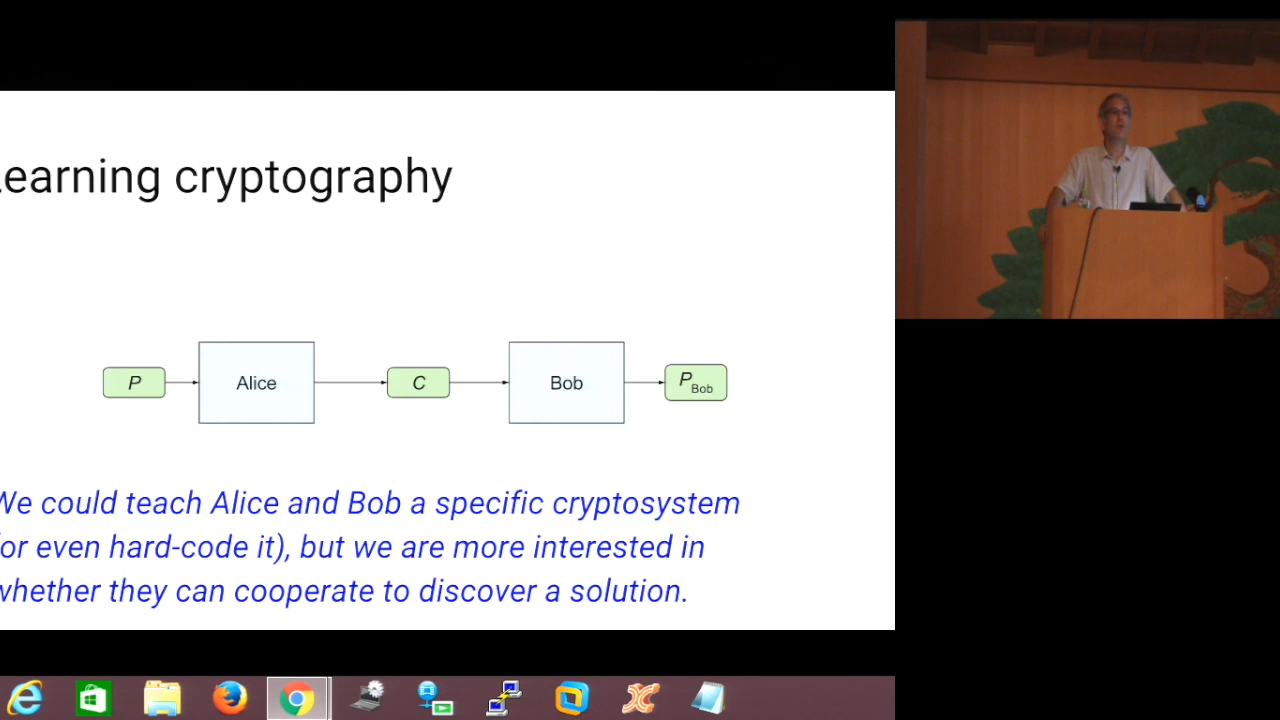 earning cryptography
P
Alice
C
Bob
P Bob
We could teach Alice and Bob a specific cryptosystem
or even hard-code it), but we are more interested in
whether they can cooperate to discover a solution.